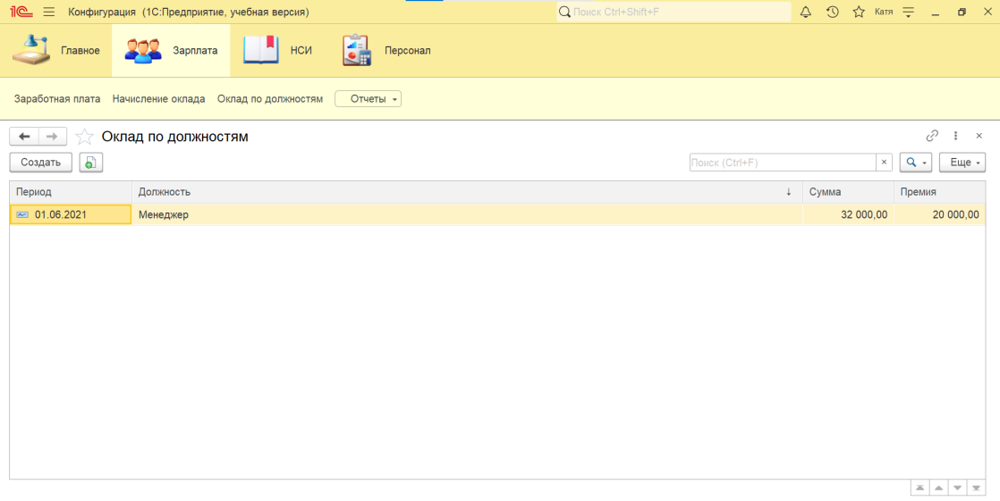 1С Конфигурация (1С:Предприятие, учебная версия) Поиск Ctrl+Shift+F Катя
Главное Зарплата НСИ Персонал
Заработная плата Начисление оклада Оклад по должностям Отчеты
Оклад по должностям
Создать Поиск (Ctrl+F) × Еще
Период Должность ↓ Сумма Премия
01.06.2021 Менеджер 32 000,00 20 000,00